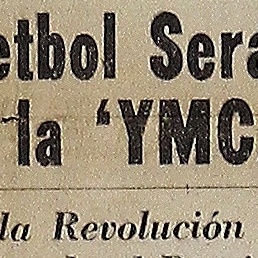 etbol Sera
la 'YMC
la Revolución